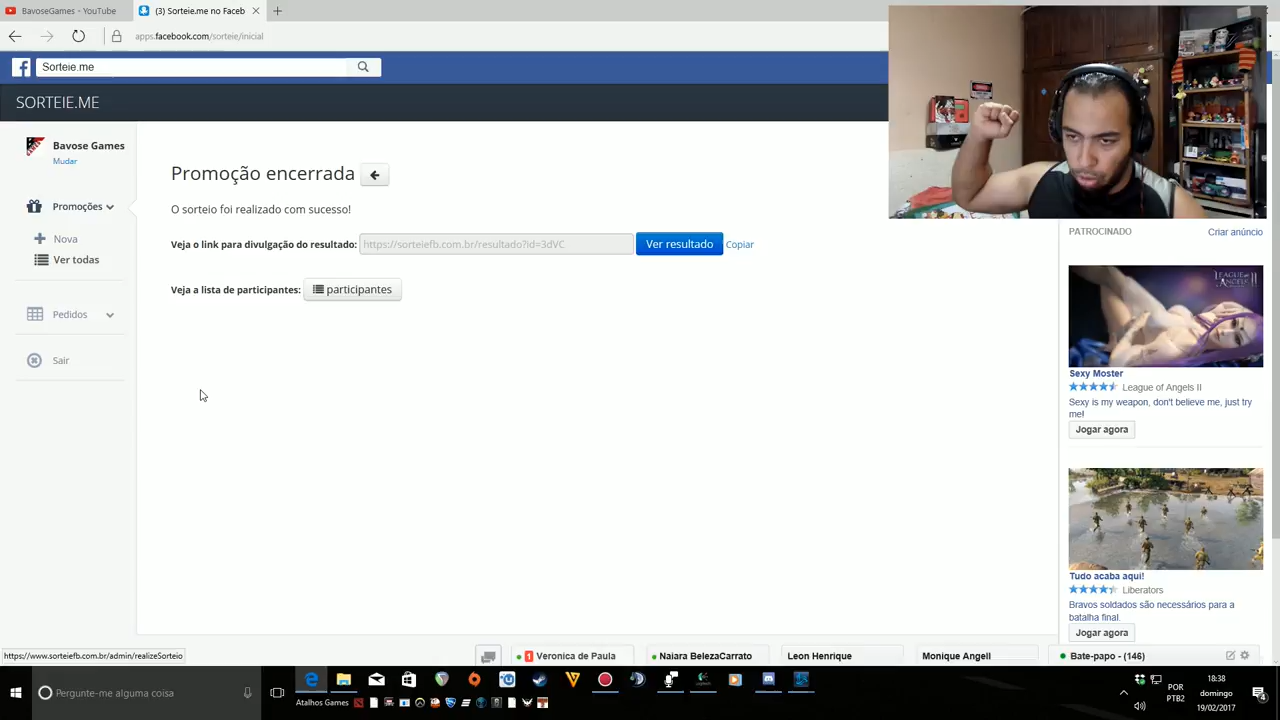 BavoseGames - YouTube
(3) Sorteie.me no Faceb
apps.facebook.com/sorteie/inicial
Sorteie.me
SORTEIE.ME
Bavose Games
Mudar
Promoções
Nova
Ver todas
Pedidos
Sair
Promoção encerrada
O sorteio foi realizado com sucesso!
Veja o link para divulgação do resultado: https://sorteiefb.com.br/resultado?id=3dVC Ver resultado Copiar
Veja a lista de participantes: participantes
PATROCINADO Criar anúncio
LEAGUE OF
ANGELS II
Sexy Moster
League of Angels II
Sexy is my weapon, don't believe me, just try
me!
Jogar agora
Tudo acaba aqui!
Liberators
Bravos soldados são necessários para a
batalha final.
Jogar agora
https://www.sorteiefb.com.br/admin/realizeSorteio
1 Veronica de Paula
Naiara BelezaCarrato
Leon Henrique
Monique Angell
Bate-papo - (146)
Pergunte-me alguma coisa
Atalhos Games
POR
PTB2
18:38
domingo
19/02/2017
4